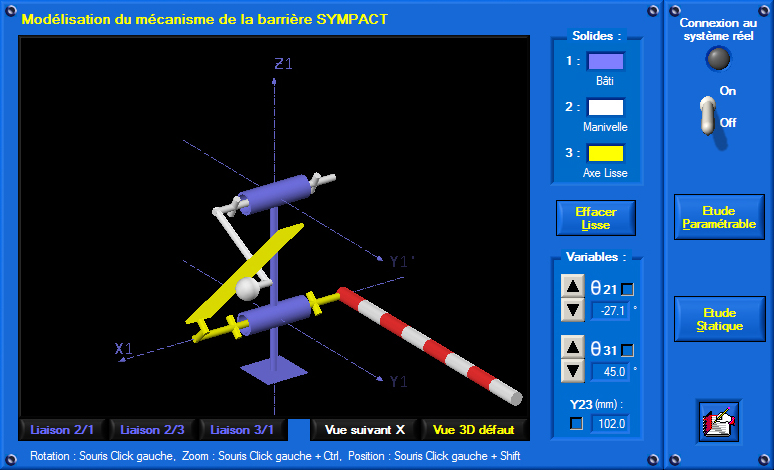 Modélisation du mécanisme de la barrière SYMPACT
Connexion au
système réel
On
Off
Solides :
1 :
Bâti
2 :
Manivelle
3 :
Axe Lisse
Effacer
Lisse
Etude
Paramétrable
Variables :
θ21
-27.1 °
θ31
45.0 °
Y23 (mm) :
102.0
Etude
Statique
Z1
Y1'
X1
Y1
Liaison 2/1
Liaison 2/3
Liaison 3/1
Vue suivant X
Vue 3D défaut
Rotation : Souris Click gauche, Zoom : Souris Click gauche + Ctrl, Position : Souris Click gauche + Shift